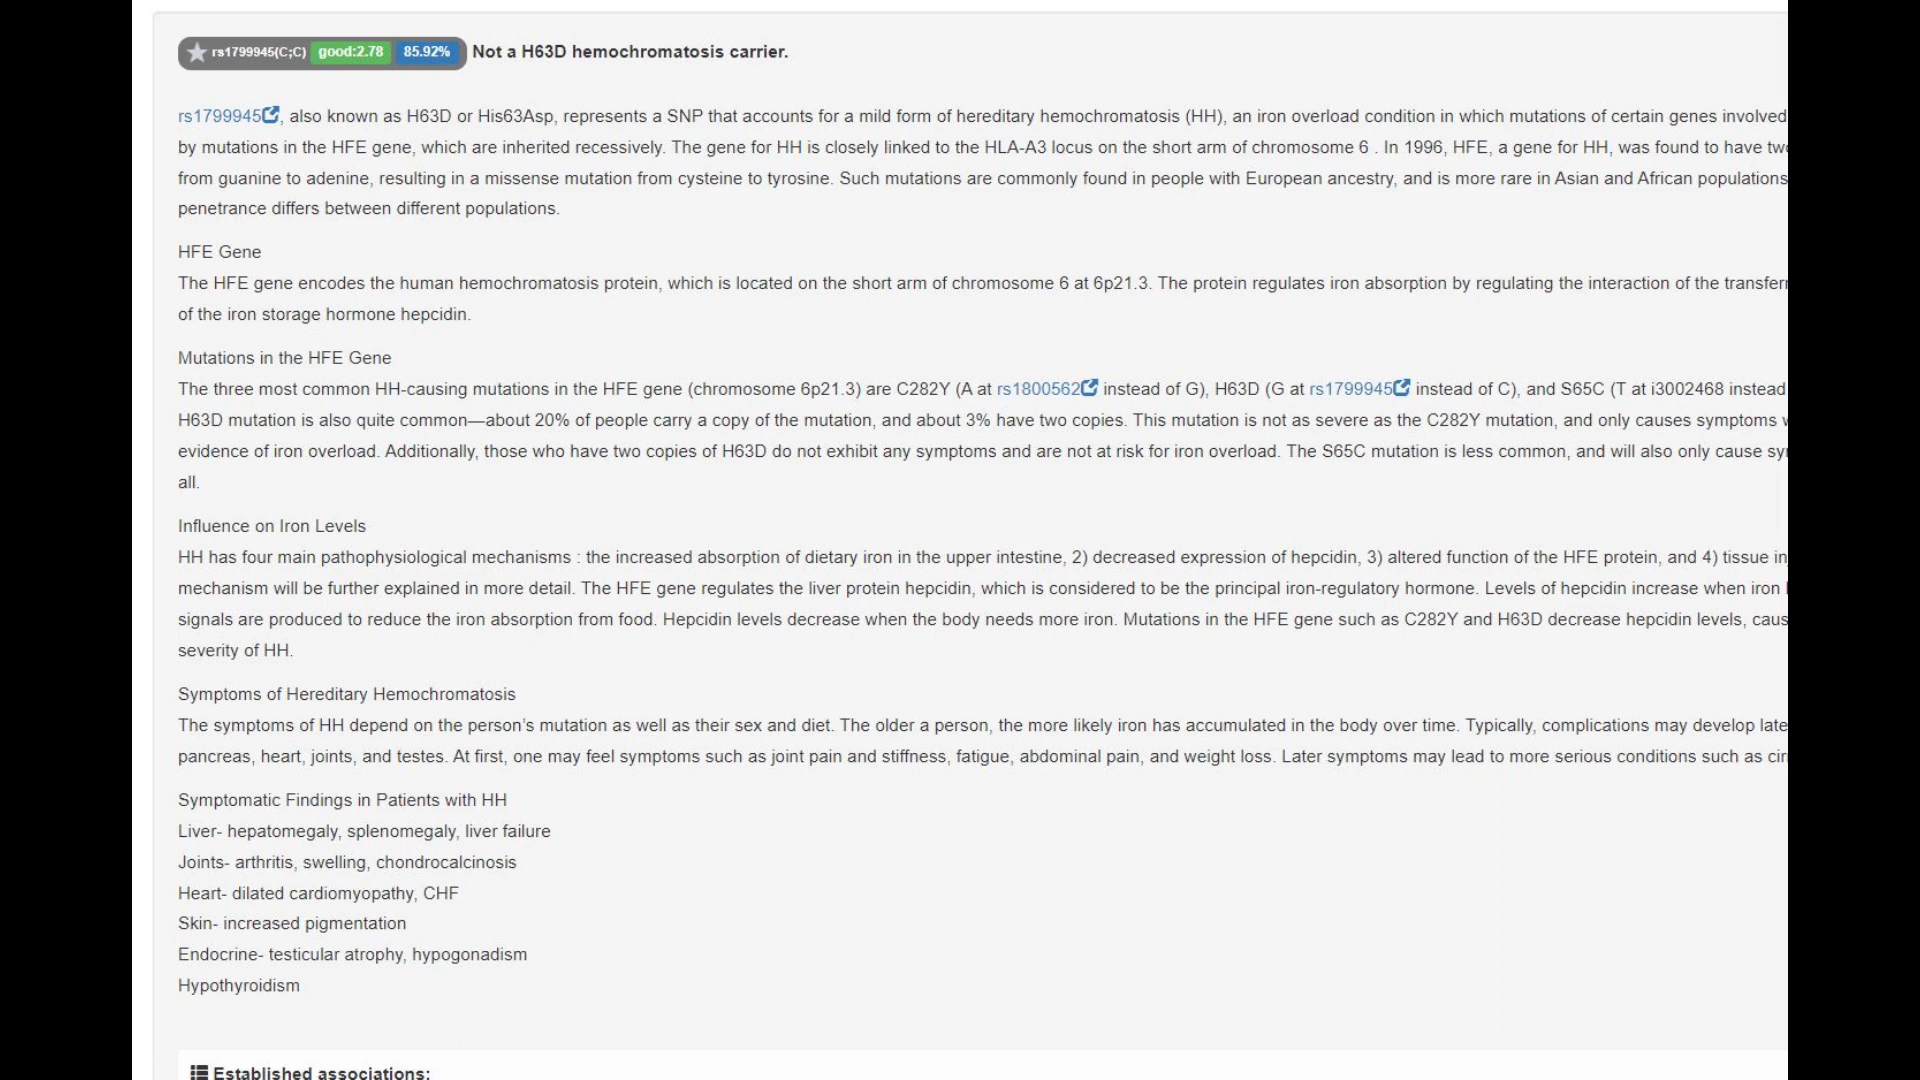 rs1799945(C;C) good:2.78 85.92% Not a H63D hemochromatosis carrier.
rs1799945, also known as H63D or His63Asp, represents a SNP that accounts for a mild form of hereditary hemochromatosis (HH), an iron overload condition in which mutations of certain genes involved
by mutations in the HFE gene, which are inherited recessively. The gene for HH is closely linked to the HLA-A3 locus on the short arm of chromosome 6 . In 1996, HFE, a gene for HH, was found to have
from guanine to adenine, resulting in a missense mutation from cysteine to tyrosine. Such mutations are commonly found in people with European ancestry, and is more rare in Asian and African populations
penetrance differs between different populations.
HFE Gene
The HFE gene encodes the human hemochromatosis protein, which is located on the short arm of chromosome 6 at 6p21.3. The protein regulates iron absorption by regulating the interaction of the
of the iron storage hormone hepcidin.
Mutations in the HFE Gene
The three most common HH-causing mutations in the HFE gene (chromosome 6p21.3) are C282Y (A at rs1800562 instead of G), H63D (G at rs1799945 instead of C), and S65C (T at i3002468 instead
H63D mutation is also quite common—about 20% of people carry a copy of the mutation, and about 3% have two copies. This mutation is not as severe as the C282Y mutation, and only causes symptoms
evidence of iron overload. Additionally, those who have two copies of H63D do not exhibit any symptoms and are not at risk for iron overload. The S65C mutation is less common, and will also only cause
all.
Influence on Iron Levels
HH has four main pathophysiological mechanisms : the increased absorption of dietary iron in the upper intestine, 2) decreased expression of hepcidin, 3) altered function of the HFE protein, and 4) tissue
mechanism will be further explained in more detail. The HFE gene regulates the liver protein hepcidin, which is considered to be the principal iron-regulatory hormone. Levels of hepcidin increase when iron
signals are produced to reduce the iron absorption from food. Hepcidin levels decrease when the body needs more iron. Mutations in the HFE gene such as C282Y and H63D decrease hepcidin levels,
severity of HH.
Symptoms of Hereditary Hemochromatosis
The symptoms of HH depend on the person's mutation as well as their sex and diet. The older a person, the more likely iron has accumulated in the body over time. Typically, complications may develop
pancreas, heart, joints, and testes. At first, one may feel symptoms such as joint pain and stiffness, fatigue, abdominal pain, and weight loss. Later symptoms may lead to more serious conditions such as
Symptomatic Findings in Patients with HH
Liver- hepatomegaly, splenomegaly, liver failure
Joints- arthritis, swelling, chondrocalcinosis
Heart- dilated cardiomyopathy, CHF
Skin- increased pigmentation
Endocrine- testicular atrophy, hypogonadism
Hypothyroidism
Established associations: